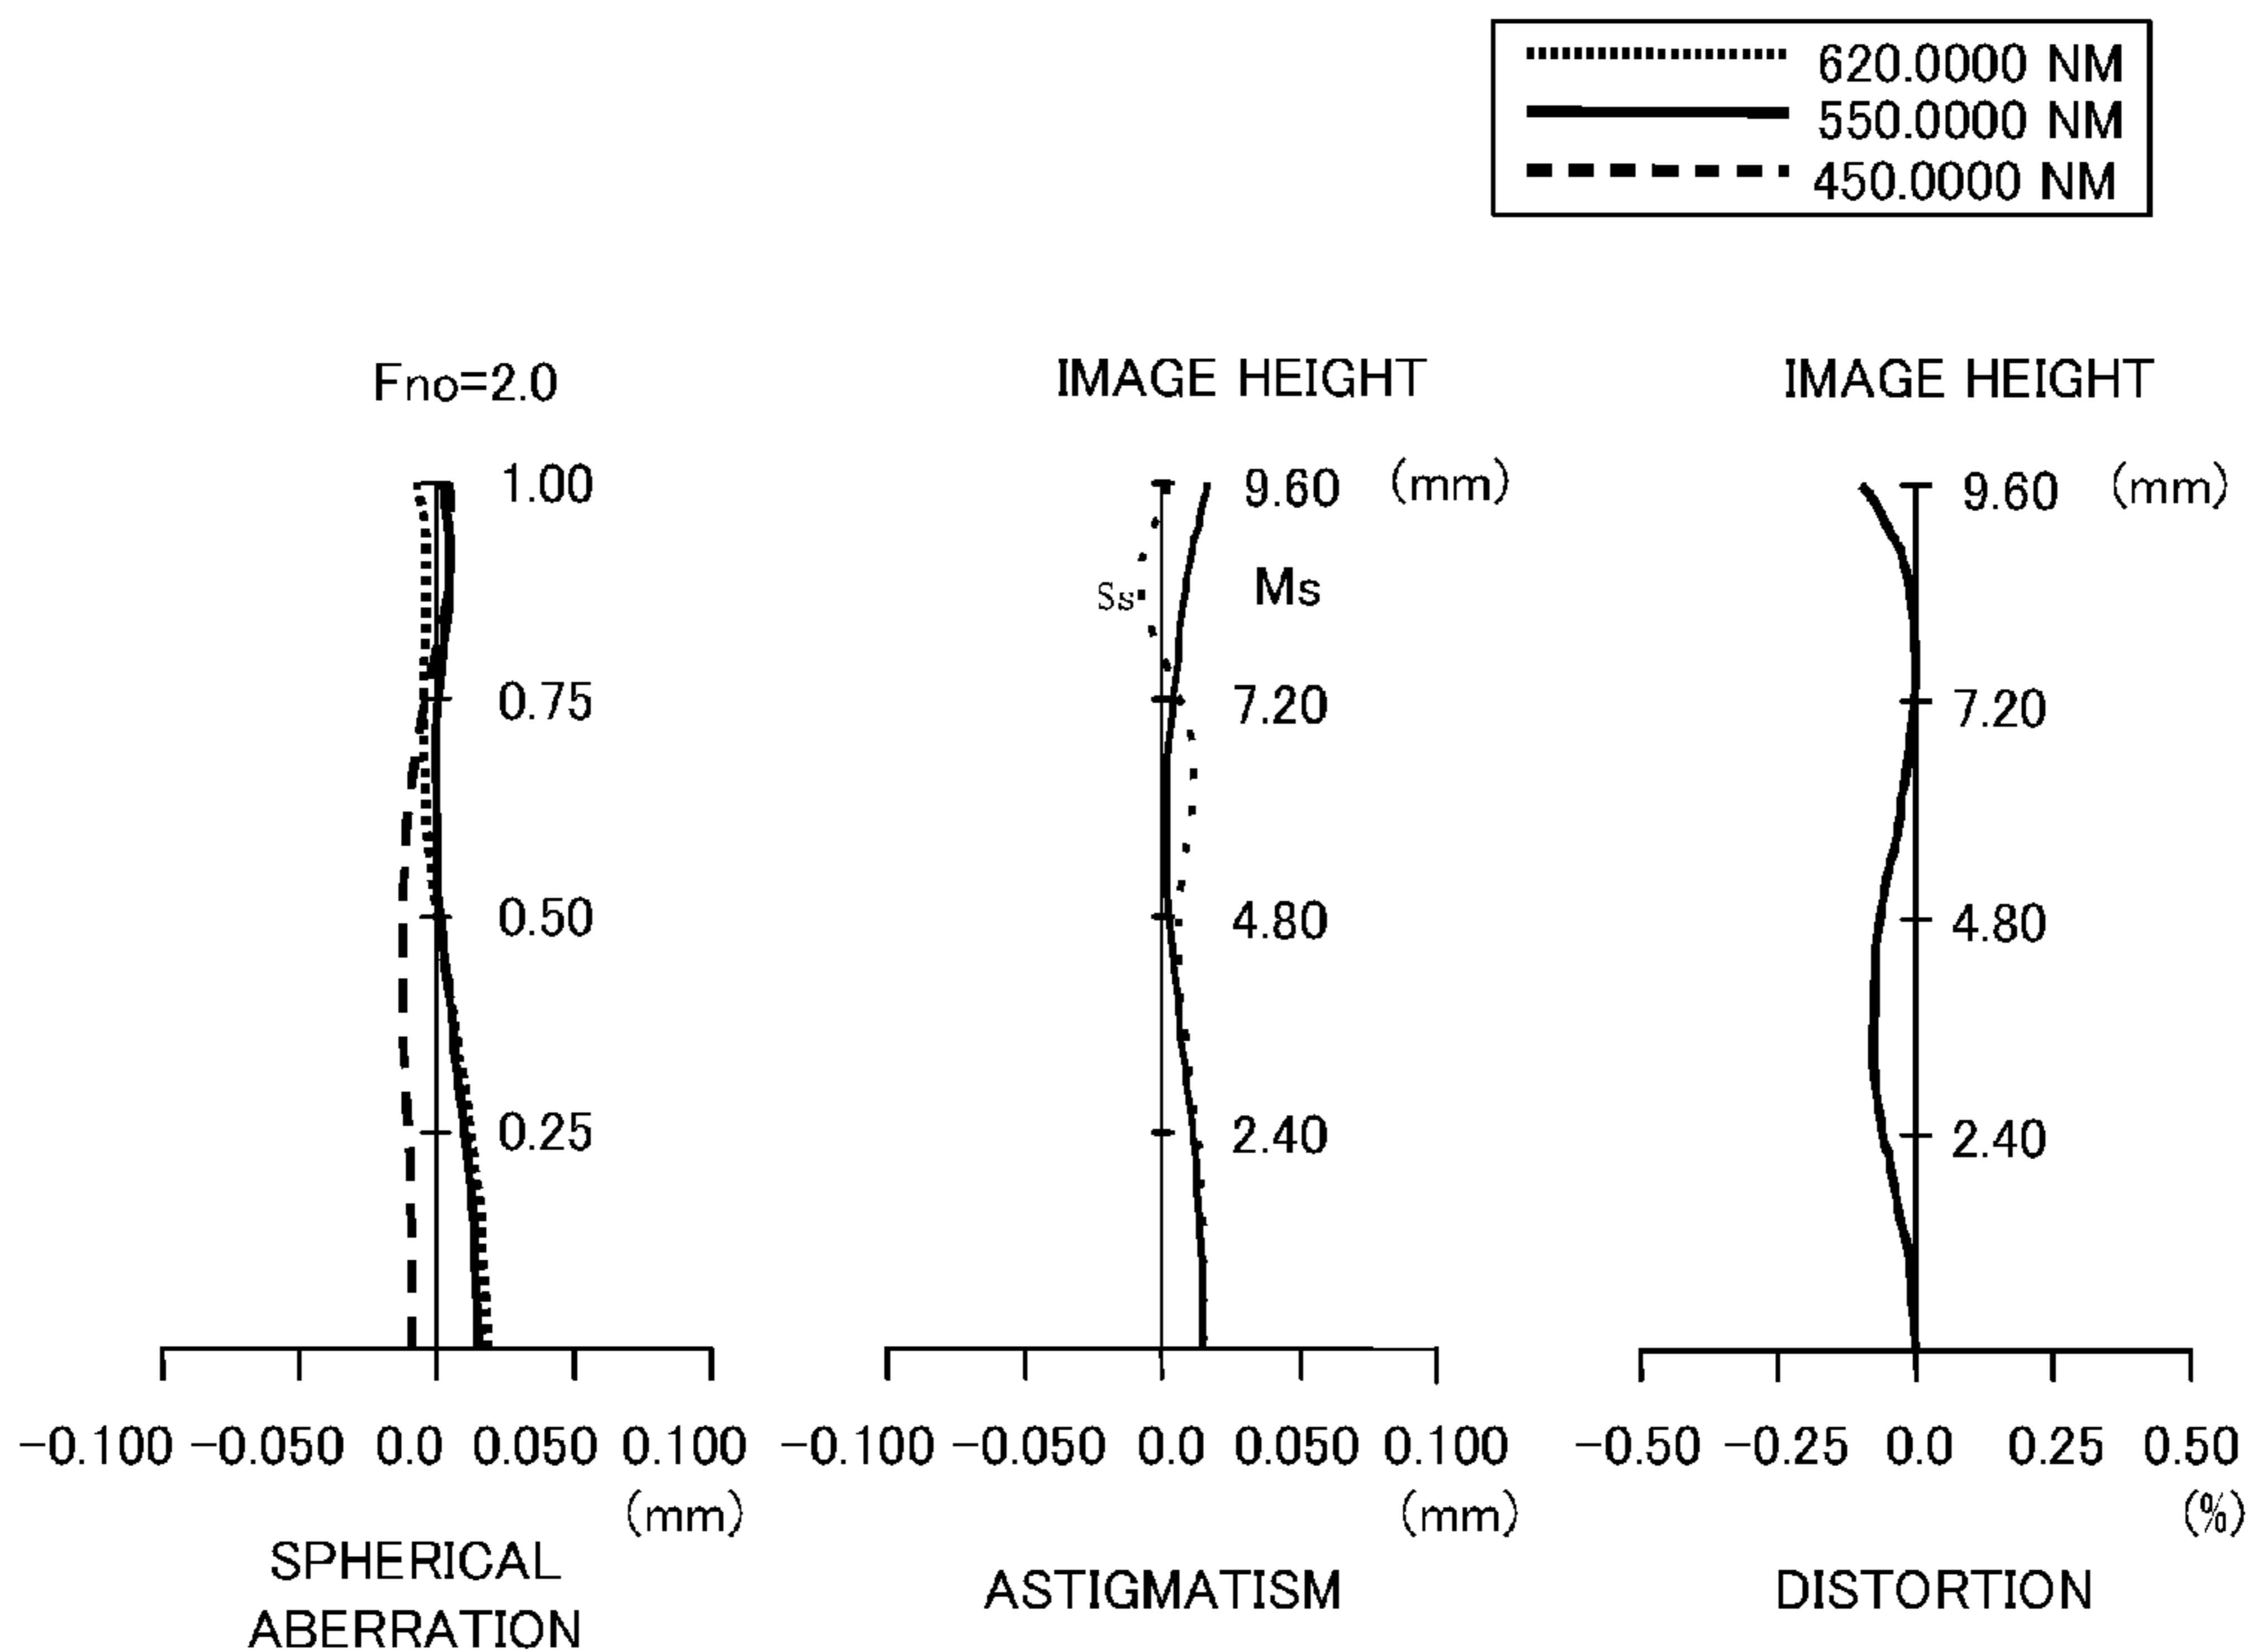 620.0000 NM
550.0000 NM
450.0000 NM
Fno=2.0
1.00
0.75
0.50
0.25
-0.100 -0.050 0.0 0.050 0.100
(mm)
SPHERICAL
ABERRATION
IMAGE HEIGHT
9.60 (mm)
Ss
Ms
7.20
4.80
2.40
-0.100 -0.050 0.0 0.050 0.100
(mm)
ASTIGMATISM
IMAGE HEIGHT
9.60 (mm)
7.20
4.80
2.40
-0.50 -0.25 0.0 0.25 0.50
(%)
DISTORTION